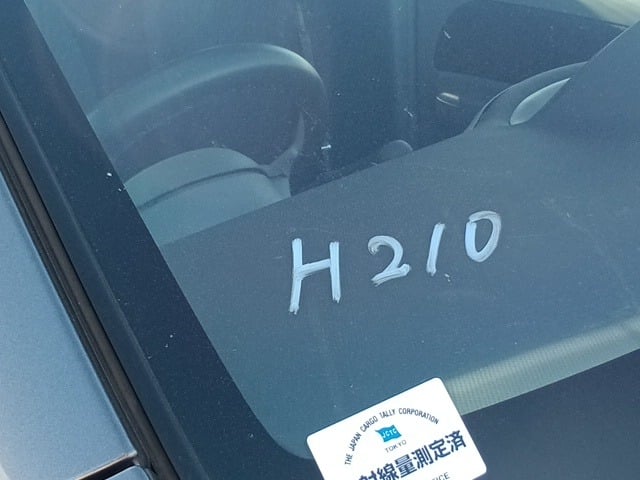 H210
THE JAPAN CARGO TALLY CORPORATION
JCTC
TOKYO
射線量測定済